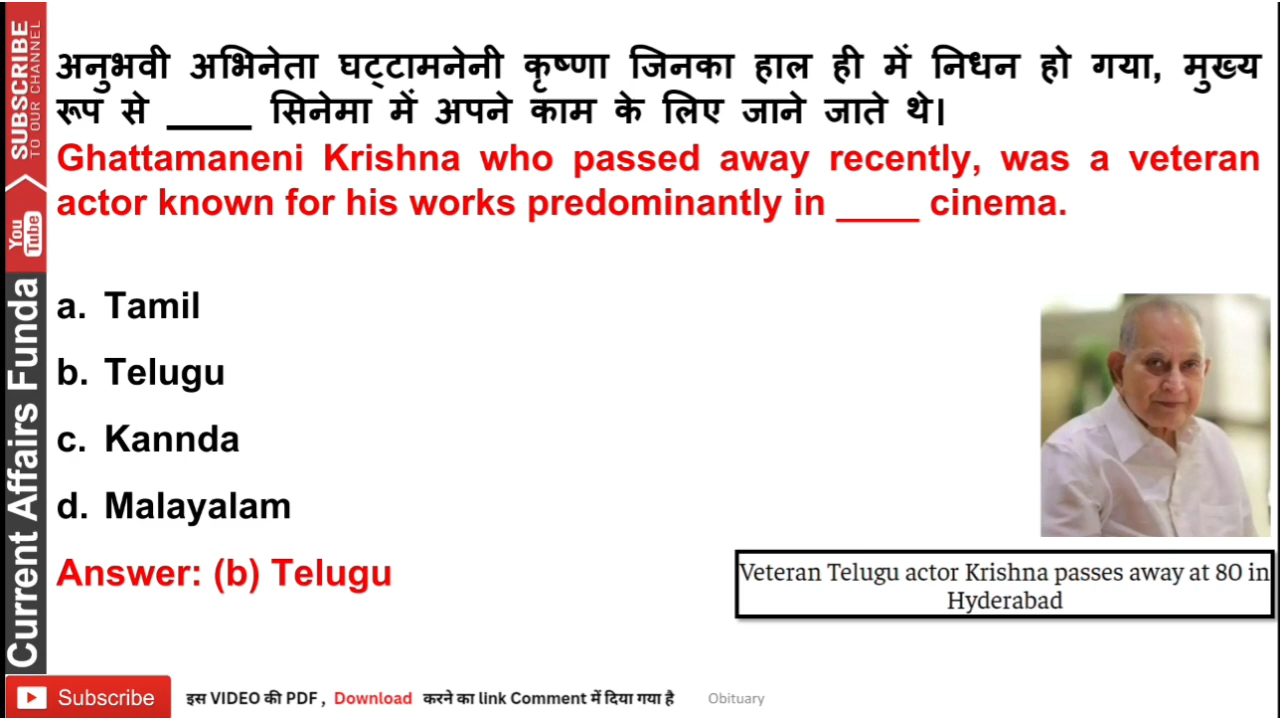 अनुभवी अभिनेता घट्टामनेनी कृष्णा जिनका हाल ही में निधन हो गया, मुख्य
रूप से _____ सिनेमा में अपने काम के लिए जाने जाते थे।
Ghattamaneni Krishna who passed away recently, was a veteran
actor known for his works predominantly in ____ cinema.
a. Tamil
b. Telugu
c. Kannda
d. Malayalam
Answer: (b) Telugu
Veteran Telugu actor Krishna passes away at 80 in
Hyderabad
SUBSCRIBE
TO OUR CHANNEL
You
Tube
Current Affairs Funda
Subscribe
इस VIDEO की PDF , Download करने का link Comment में दिया गया है
Obituary